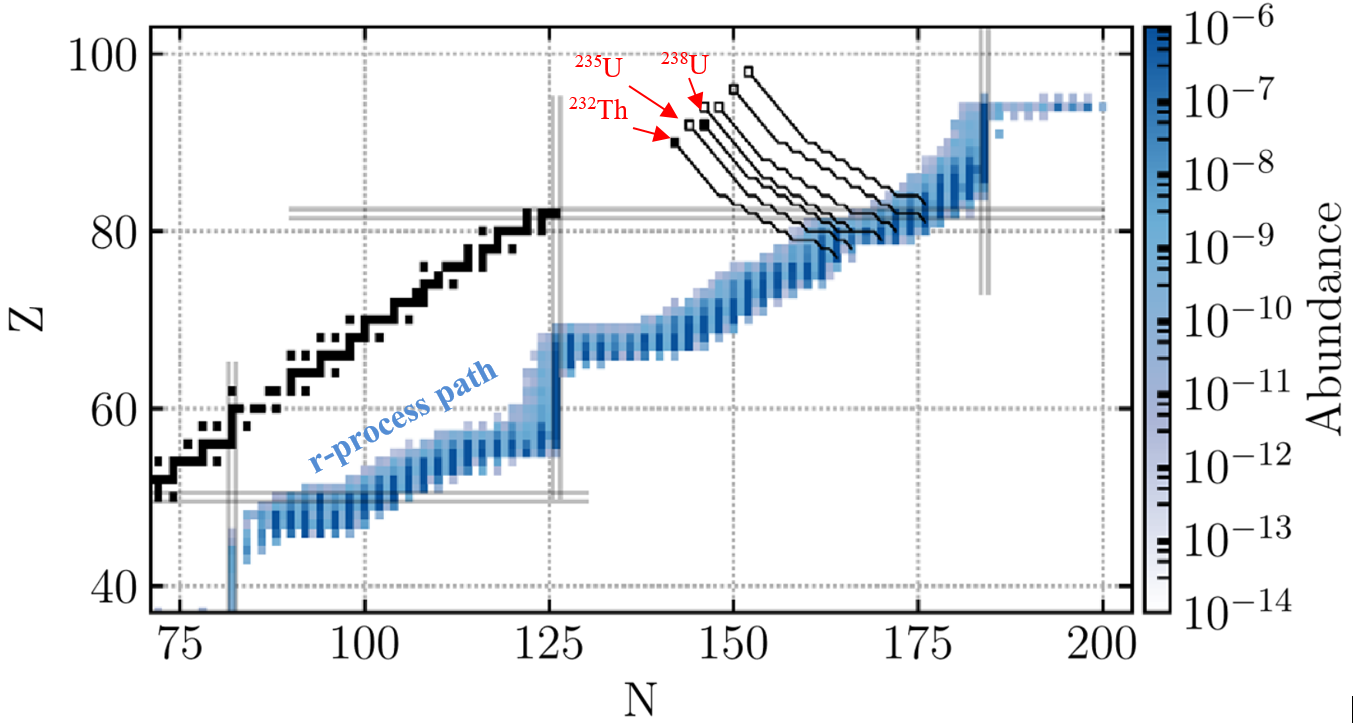 100
80
60
40
Z
75
100
125
150
175
200
N
²³⁵U
²³⁸U
²³²Th
r-process path
10⁻⁶
10⁻⁷
10⁻⁸
10⁻⁹
10⁻¹⁰
10⁻¹¹
10⁻¹²
10⁻¹³
10⁻¹⁴
Abundance